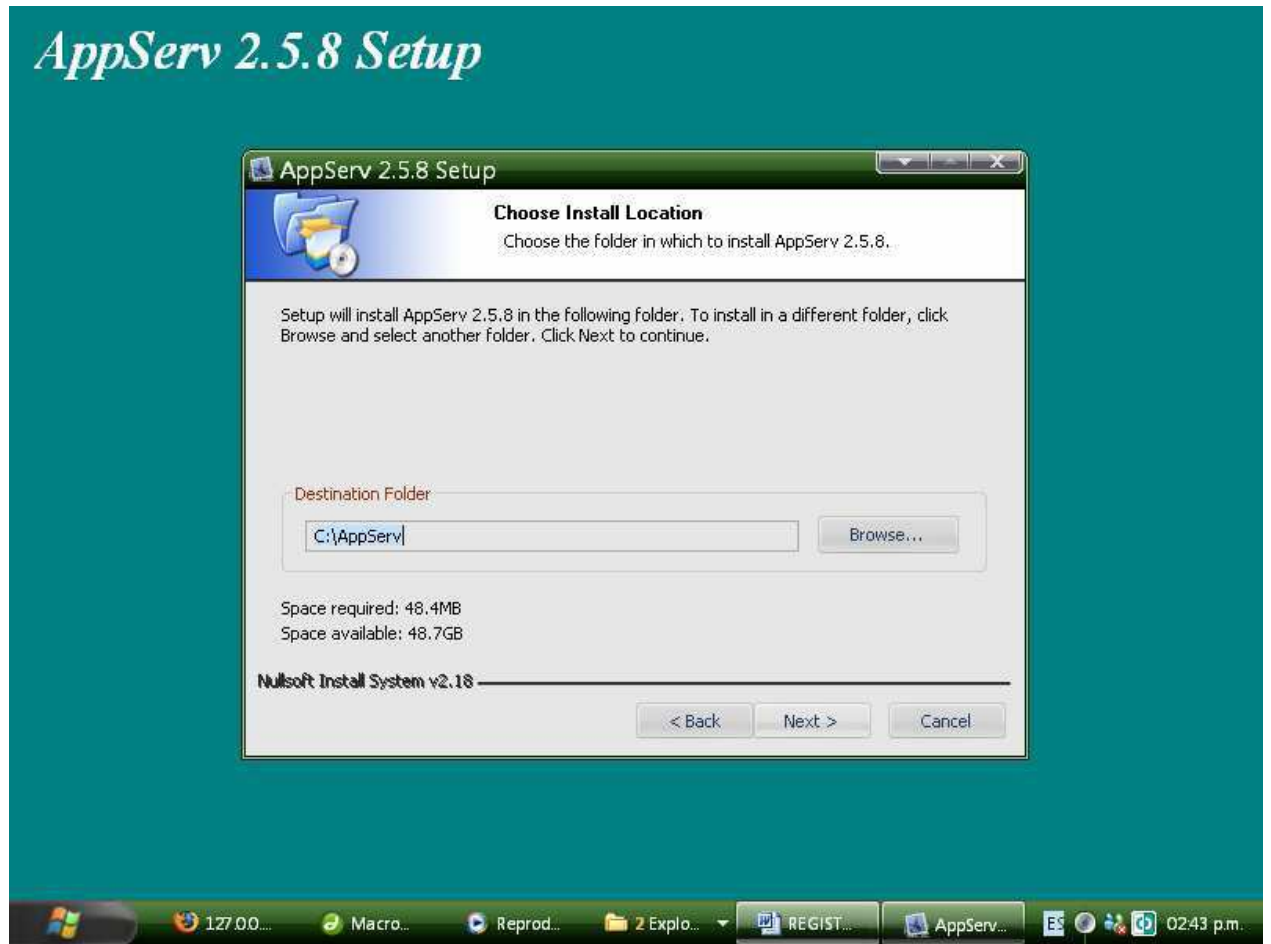 AppServ 2.5.8 Setup
AppServ 2.5.8 Setup
Choose Install Location
Choose the folder in which to install AppServ 2.5.8.
Setup will install AppServ 2.5.8 in the following folder. To install in a different folder, click
Browse and select another folder. Click Next to continue.
Destination Folder
C:\AppServ
Browse...
Space required: 48.4MB
Space available: 48.7GB
Nullsoft Install System v2.18
< Back Next > Cancel
127.0.0... Macro... Reprod... 2 Explo... REGIST... AppServ... ES 02:43 p.m.